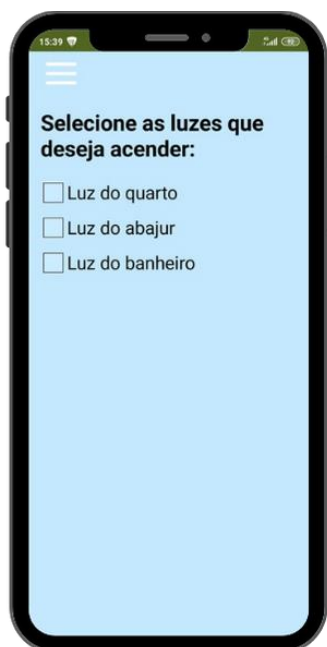 15:39
Selecione as luzes que
deseja acender:
Luz do quarto
Luz do abajur
Luz do banheiro